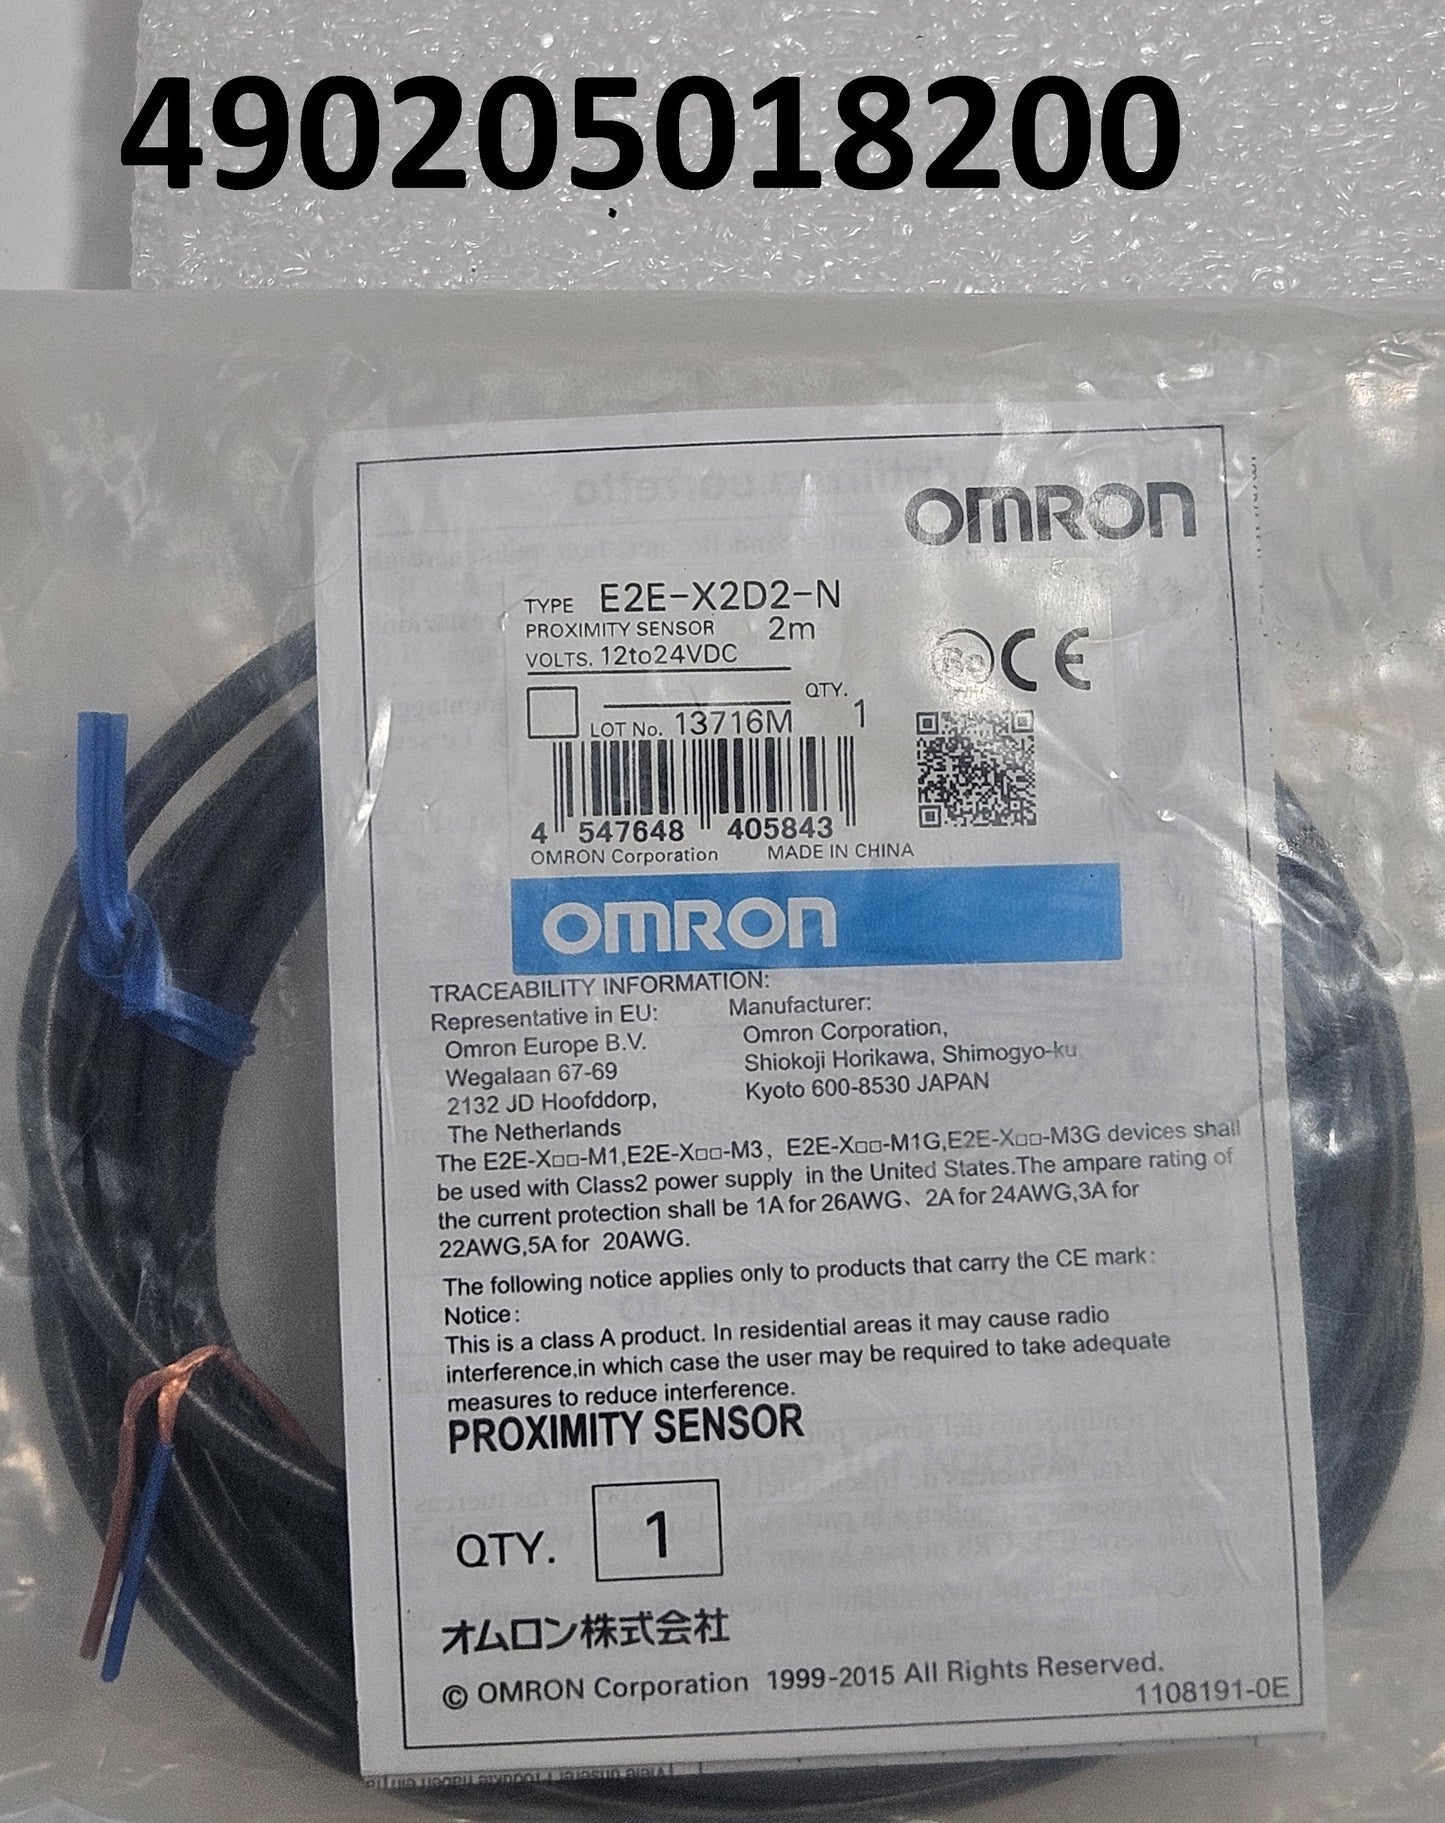 490205018200
OMRON
TYPE E2E-X2D2-N
PROXIMITY SENSOR 2m
VOLTS. 12to24VDC
CE
QTY.
LOT No. 13716M 1
4 547648 405843
OMRON Corporation MADE IN CHINA
OMRON
TRACEABILITY INFORMATION:
Representative in EU: Manufacturer:
Omron Europe B.V. Omron Corporation,
Wegalaan 67-69 Shiokoji Horikawa, Shimogyo-ku
2132 JD Hoofddorp, Kyoto 600-8530 JAPAN
The Netherlands
The E2E-X□□-M1,E2E-X□□-M3, E2E-X□□-M1G,E2E-X□□-M3G devices shall
be used with Class2 power supply in the United States.The ampare rating of
the current protection shall be 1A for 26AWG、2A for 24AWG,3A for
22AWG,5A for 20AWG.
The following notice applies only to products that carry the CE mark:
Notice:
This is a class A product. In residential areas it may cause radio
interference,in which case the user may be required to take adequate
measures to reduce interference.
PROXIMITY SENSOR
QTY. 1
オムロン株式会社
© OMRON Corporation 1999-2015 All Rights Reserved.
1108191-0E